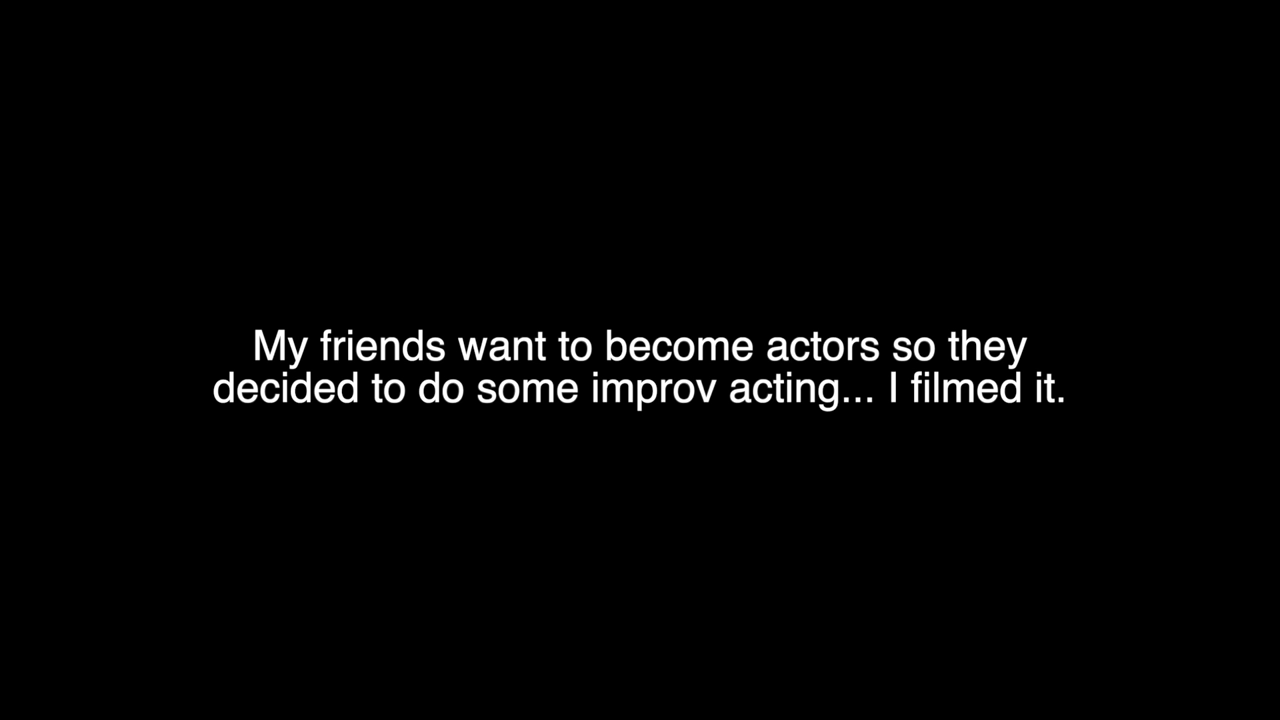 My friends want to become actors so they
decided to do some improv acting... I filmed it.